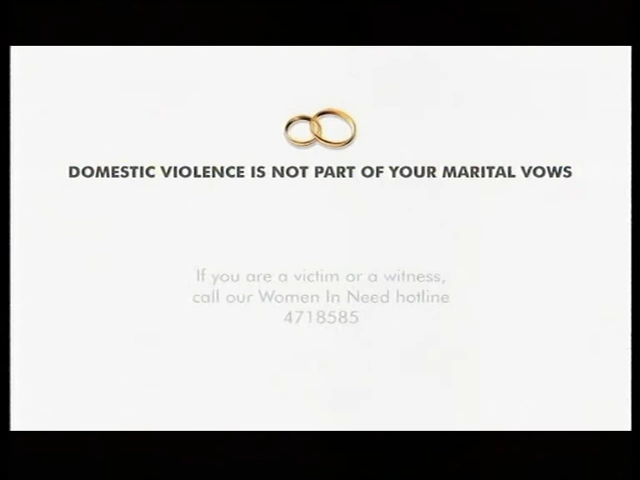 DOMESTIC VIOLENCE IS NOT PART OF YOUR MARITAL VOWS
If you are a victim or a witness,
call our Women In Need hotline
4718585